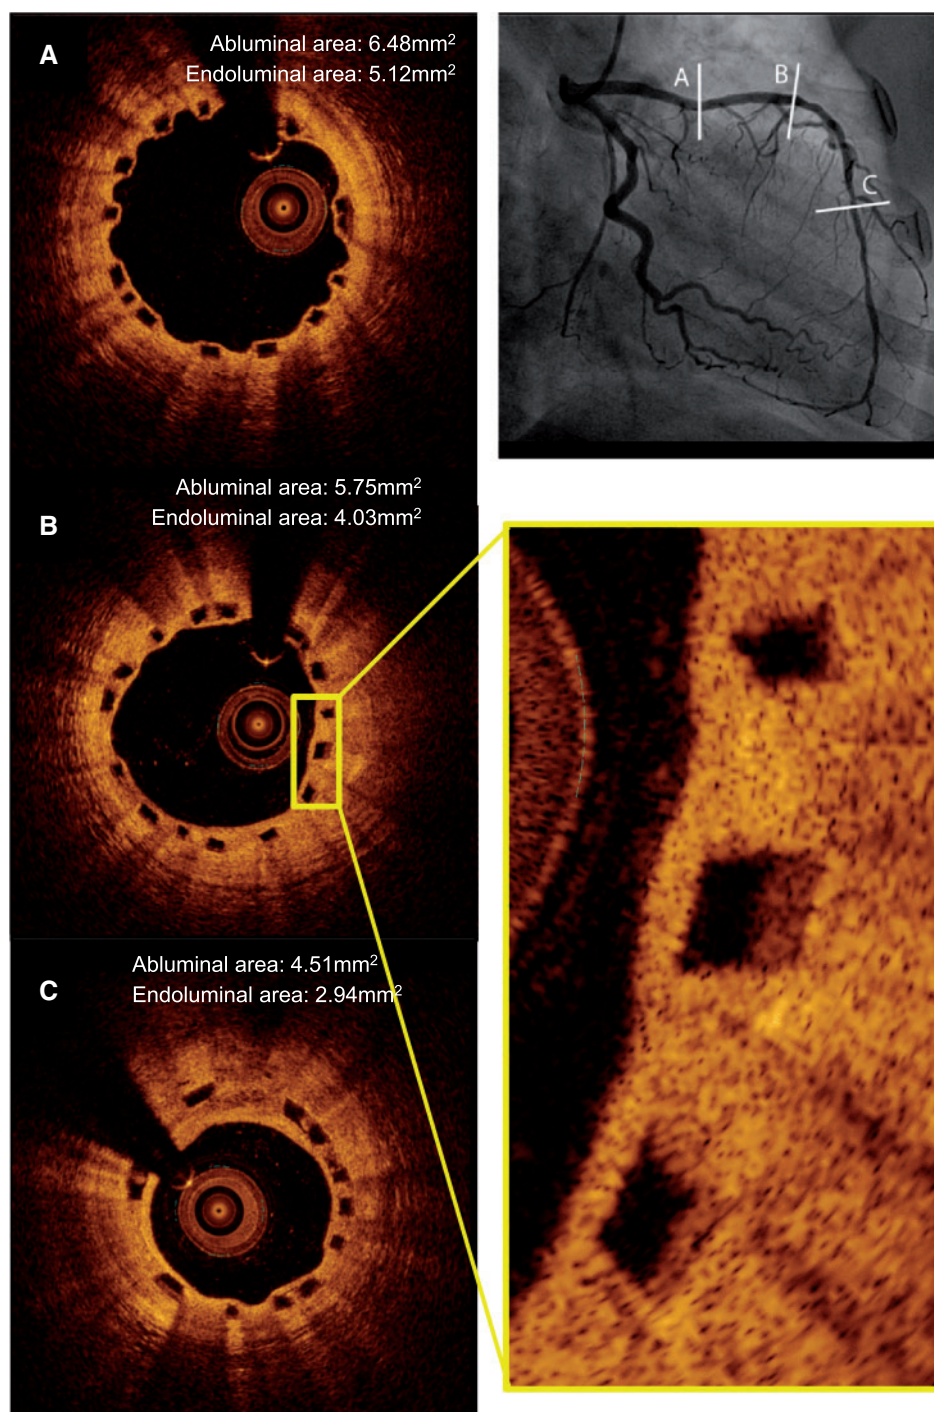 A
Abluminal area: 6.48mm²
Endoluminal area: 5.12mm²
A
B
C
B
Abluminal area: 5.75mm²
Endoluminal area: 4.03mm²
C
Abluminal area: 4.51mm²
Endoluminal area: 2.94mm²